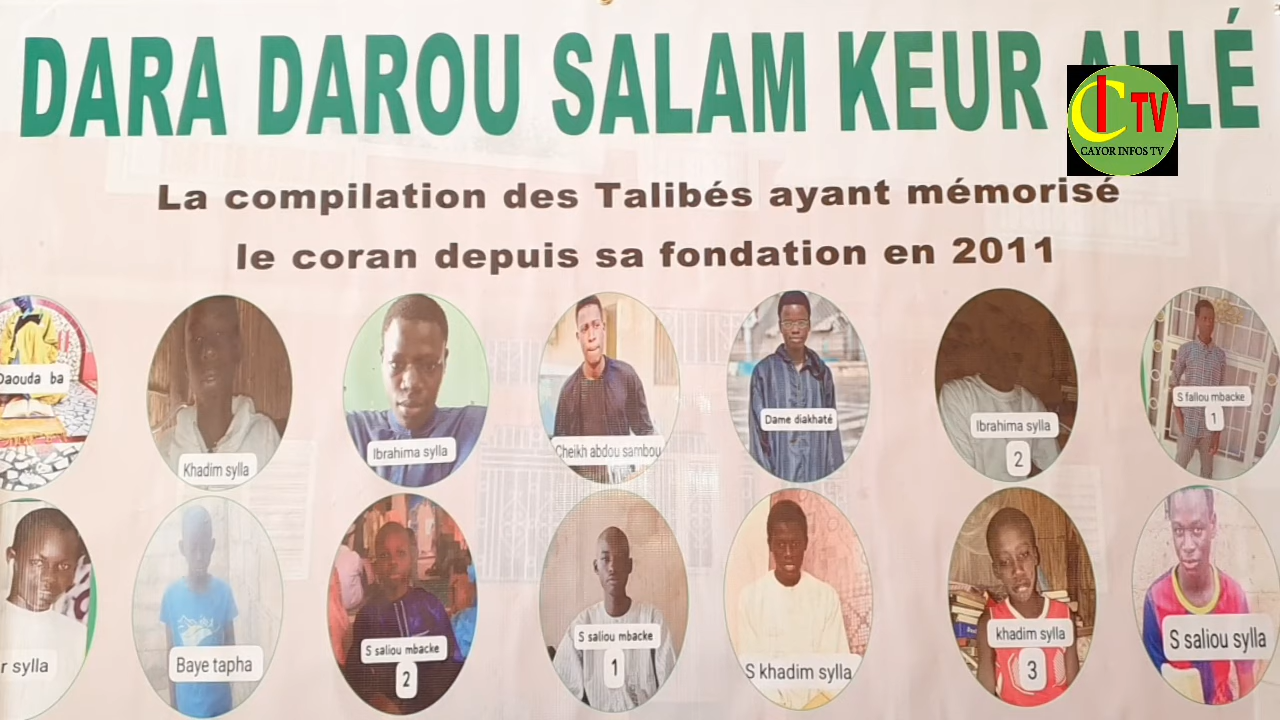 DARA DAROU SALAM KEUR ALLÉ
C TV
CAYOR INFOS TV
La compilation des Talibés ayant mémorisé
le coran depuis sa fondation en 2011
Daouda ba
Khadim sylla
Ibrahima sylla
Cheikh abdou sambou
Dame diakhaté
Ibrahima sylla
2
S fallou mbacke
1
r sylla
Baye tapha
S saliou mbacke
2
S saliou mbacke
1
S khadim sylla
khadim sylla
3
S saliou sylla